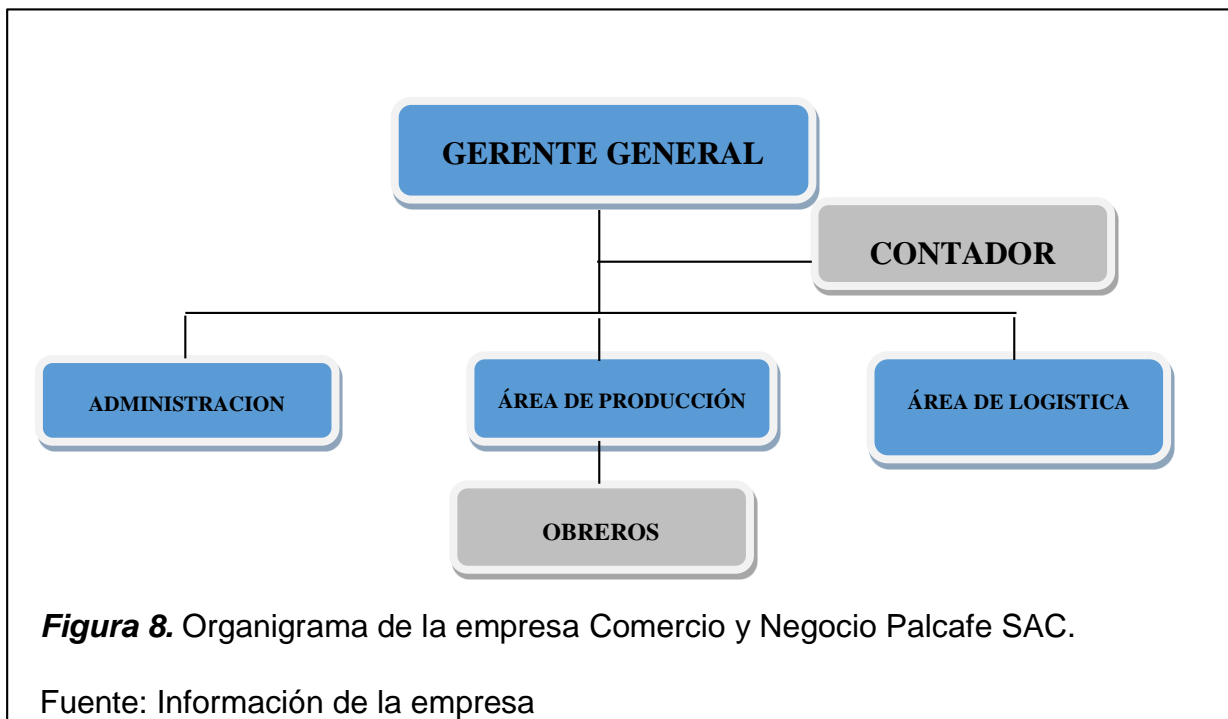 GERENTE GENERAL
CONTADOR
ADMINISTRACION
ÁREA DE PRODUCCIÓN
ÁREA DE LOGISTICA
OBREROS
Figura 8. Organigrama de la empresa Comercio y Negocio Palcafe SAC.
Fuente: Información de la empresa